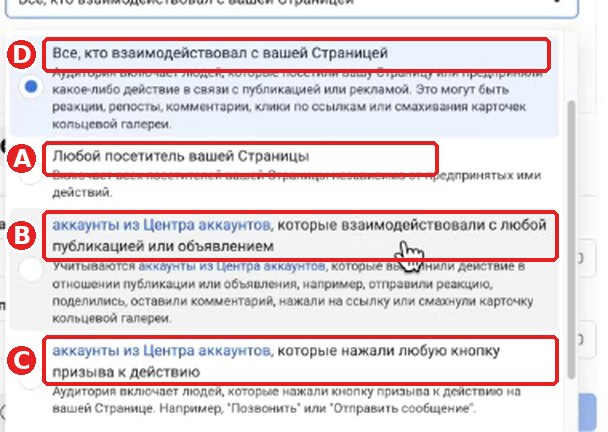 Все, кто взаимодействовал с вашей Страницей
D
Все, кто взаимодействовал с вашей Страницей
Аудитория включает людей, которые посетили вашу Страницу или предприняли
какое-либо действие в связи с публикацией или рекламой. Это могут быть
реакции, репосты, комментарии, клики по ссылкам или смахивания карточек
кольцевой галереи.
A
Любой посетитель вашей Страницы
Включает всех посетителей вашей Страницы независимо от предпринятых ими
действий.
B
аккаунты из Центра аккаунтов, которые взаимодействовали с любой
публикацией или объявлением
Учитываются аккаунты из Центра аккаунтов, которые выполнили действие в
отношении публикации или объявления, например, отправили реакцию,
поделились, оставили комментарий, нажали на ссылку или смахнули карточку
кольцевой галереи.
C
аккаунты из Центра аккаунтов, которые нажали любую кнопку
призыва к действию
Аудитория включает людей, которые нажали кнопку призыва к действию на
вашей Странице. Например, "Позвонить" или "Отправить сообщение".